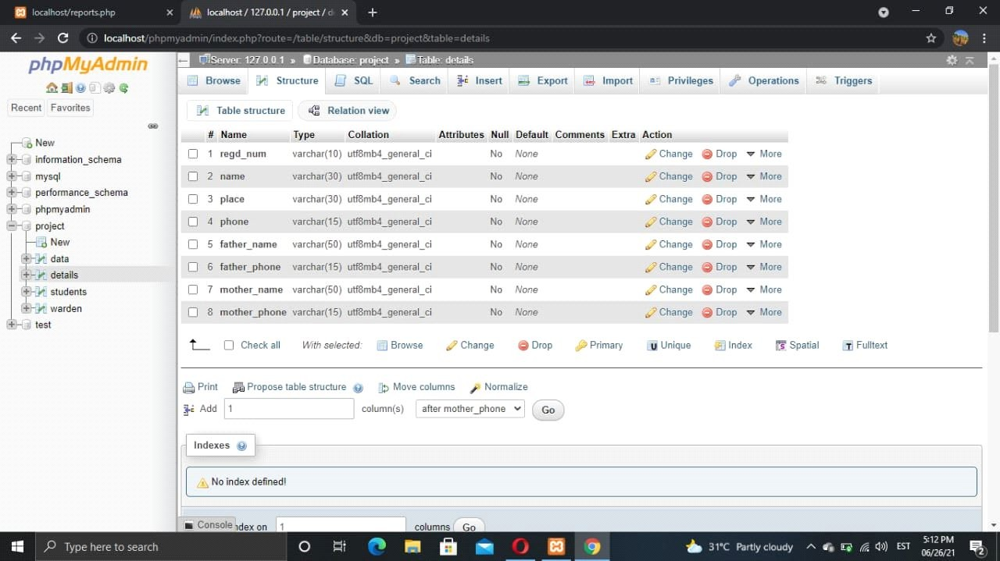 localhost/reports.php
localhost / 127.0.0.1 / project / d
localhost/phpmyadmin/index.php?route=/table/structure&db=project&table=details
phpMyAdmin
Recent Favorites
New
information_schema
mysql
performance_schema
phpmyadmin
project
New
data
details
students
warden
test
Server: 127.0.0.1 » Database: project » Table: details
Browse Structure SQL Search Insert Export Import Privileges Operations Triggers
Table structure Relation view
# Name Type Collation Attributes Null Default Comments Extra Action
1 regd_num varchar(10) utf8mb4_general_ci No None Change Drop More
2 name varchar(30) utf8mb4_general_ci No None Change Drop More
3 place varchar(30) utf8mb4_general_ci No None Change Drop More
4 phone varchar(15) utf8mb4_general_ci No None Change Drop More
5 father_name varchar(50) utf8mb4_general_ci No None Change Drop More
6 father_phone varchar(15) utf8mb4_general_ci No None Change Drop More
7 mother_name varchar(50) utf8mb4_general_ci No None Change Drop More
8 mother_phone varchar(15) utf8mb4_general_ci No None Change Drop More
Check all With selected: Browse Change Drop Primary Unique Index Spatial Fulltext
Print Propose table structure Move columns Normalize
Add 1 column(s) after mother_phone Go
Indexes
No index defined!
Console ndex on 1 columns Go
Type here to search
31°C Partly cloudy
EST
5:12 PM
06/26/21
2